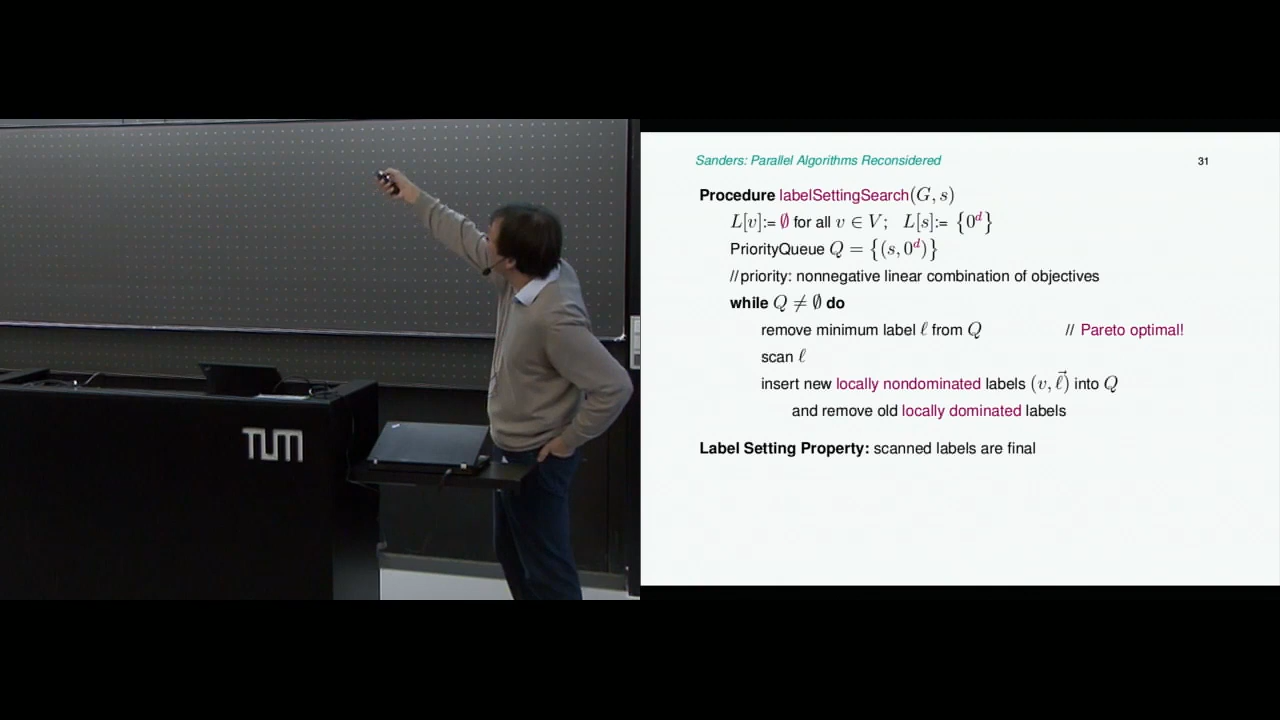 TUM
Sanders: Parallel Algorithms Reconsidered 31
Procedure labelSettingSearch(G, s)
L[v]:= ∅ for all v ∈ V; L[s]:= {0^d}
PriorityQueue Q = {(s, 0^d)}
//priority: nonnegative linear combination of objectives
while Q ≠ ∅ do
remove minimum label ℓ from Q // Pareto optimal!
scan ℓ
insert new locally nondominated labels (v, ℓ⃗) into Q
and remove old locally dominated labels
Label Setting Property: scanned labels are final